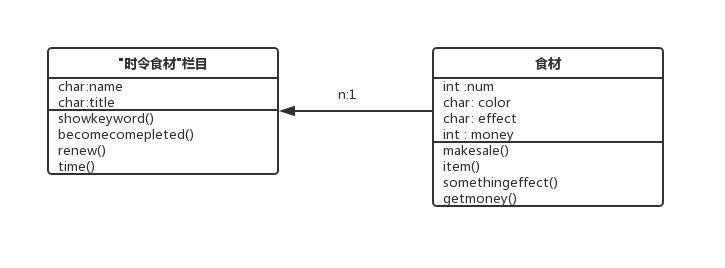 "时令食材"栏目
char:name
char:title
showkeyword()
becomecomepleted()
renew()
time()
n:1
食材
int :num
char: color
char: effect
int : money
makesale()
item()
somethingeffect()
getmoney()